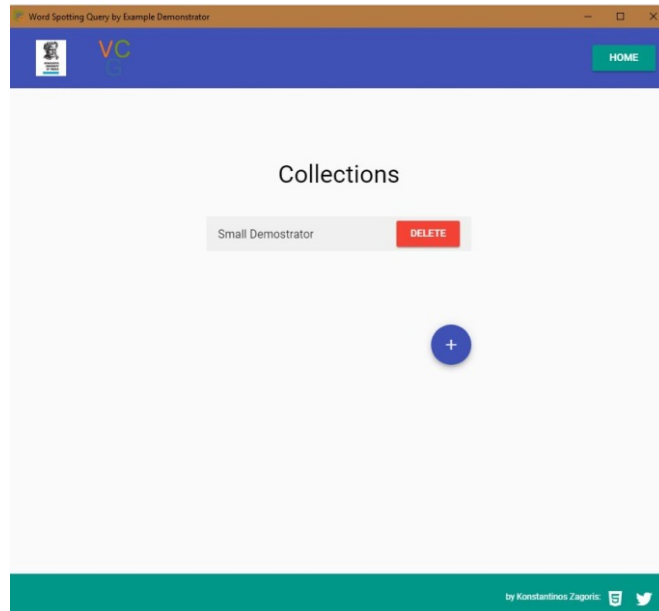 Word Spotting Query by Example Demonstrator
VC
G
HOME
Collections
Small Demostrator
DELETE
+
by Konstantinos Zagoris: